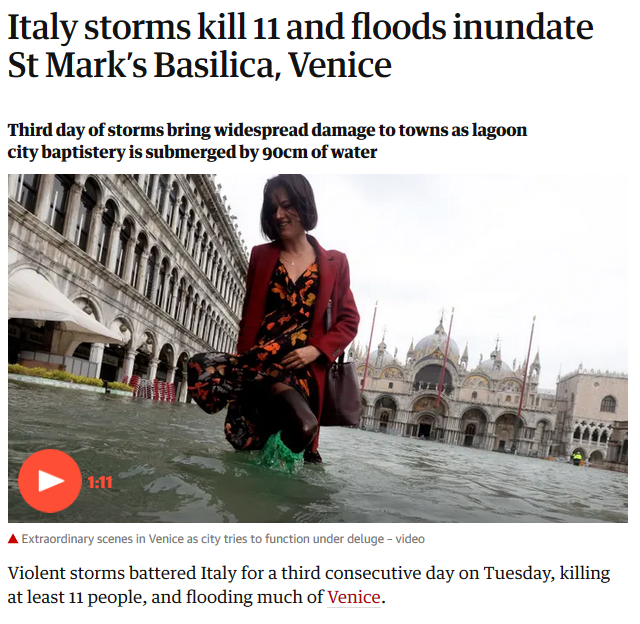 Italy storms kill 11 and floods inundate
St Mark’s Basilica, Venice
Third day of storms bring widespread damage to towns as lagoon
city baptistery is submerged by 90cm of water
1:11
Extraordinary scenes in Venice as city tries to function under deluge – video
Violent storms battered Italy for a third consecutive day on Tuesday, killing
at least 11 people, and flooding much of Venice.